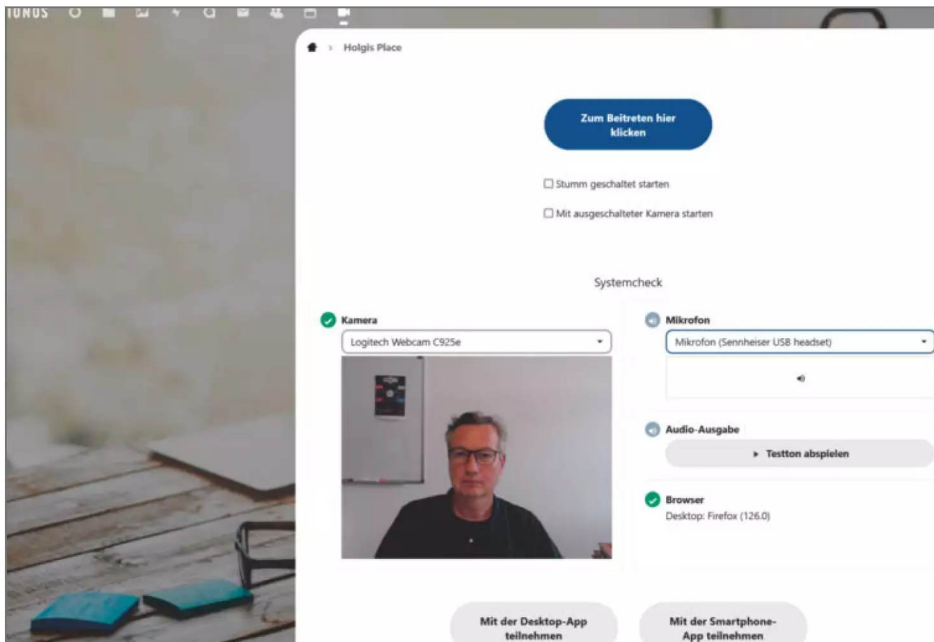 IONOS
Holgis Place
Zum Beitreten hier
klicken
Stumm geschaltet starten
Mit ausgeschalteter Kamera starten
Systemcheck
Kamera
Logitech Webcam C925e
Mikrofon
Mikrofon (Sennheiser USB headset)
Audio-Ausgabe
Testton abspielen
Browser
Desktop: Firefox (126.0)
Mit der Desktop-App
teilnehmen
Mit der Smartphone-
App teilnehmen